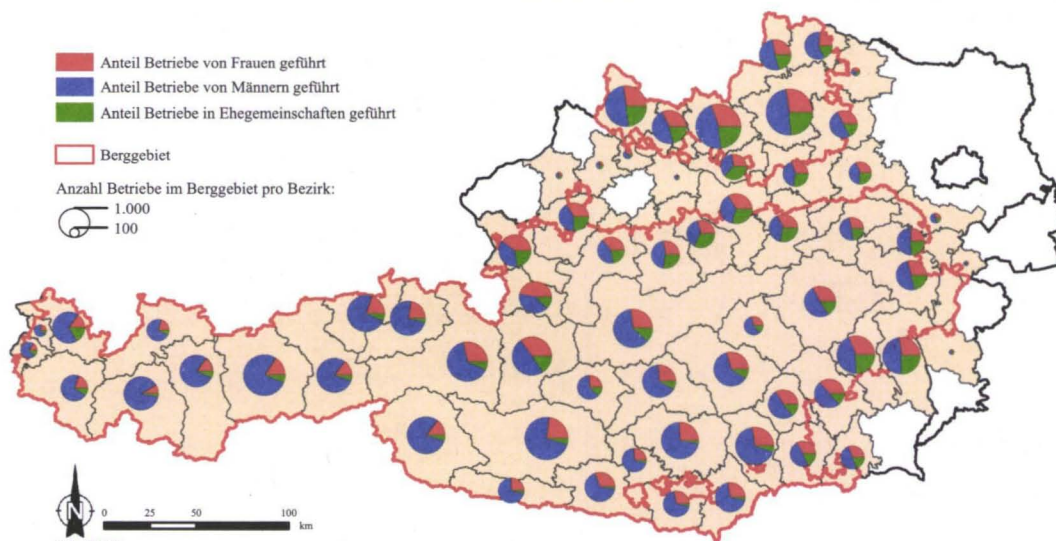 Anteil Betriebe von Frauen geführt
Anteil Betriebe von Männern geführt
Anteil Betriebe in Ehegemeinschaften geführt
Berggebiet
Anzahl Betriebe im Berggebiet pro Bezirk:
1.000
100
N
0 25 50 100
km